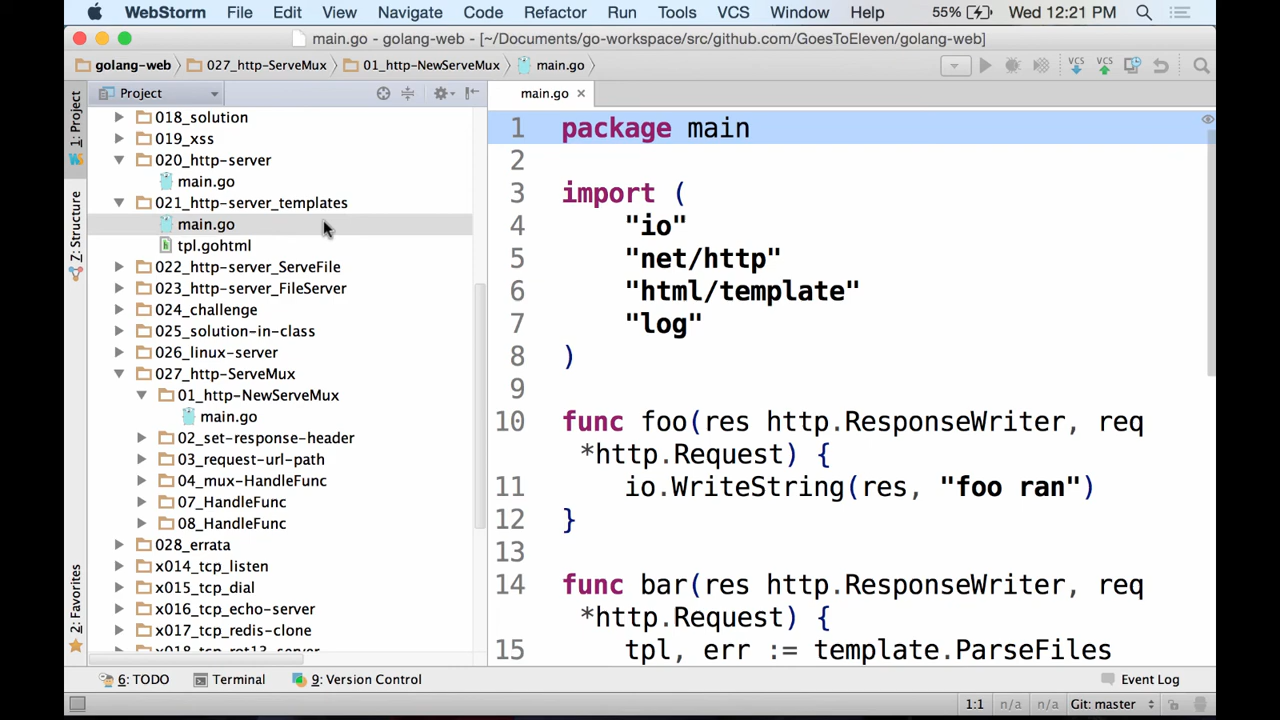 WebStorm File Edit View Navigate Code Refactor Run Tools VCS Window Help 55% Wed 12:21 PM
main.go - golang-web - [~/Documents/go-workspace/src/github.com/GoesToEleven/golang-web]
golang-web 027_http-ServeMux 01_http-NewServeMux main.go VCS VCS
1: Project
7: Structure
2: Favorites
Project
018_solution
019_xss
020_http-server
main.go
021_http-server_templates
main.go
tpl.gohtml
022_http-server_ServeFile
023_http-server_FileServer
024_challenge
025_solution-in-class
026_linux-server
027_http-ServeMux
01_http-NewServeMux
main.go
02_set-response-header
03_request-url-path
04_mux-HandleFunc
07_HandleFunc
08_HandleFunc
028_errata
x014_tcp_listen
x015_tcp_dial
x016_tcp_echo-server
x017_tcp_redis-clone
x018_tcp_rot13_server
main.go
1 package main
2
3 import (
4 "io"
5 "net/http"
6 "html/template"
7 "log"
8 )
9
10 func foo(res http.ResponseWriter, req
*http.Request) {
11 io.WriteString(res, "foo ran")
12 }
13
14 func bar(res http.ResponseWriter, req
*http.Request) {
15 tpl, err := template.ParseFiles
6: TODO Terminal 9: Version Control Event Log
1:1 n/a n/a Git: master